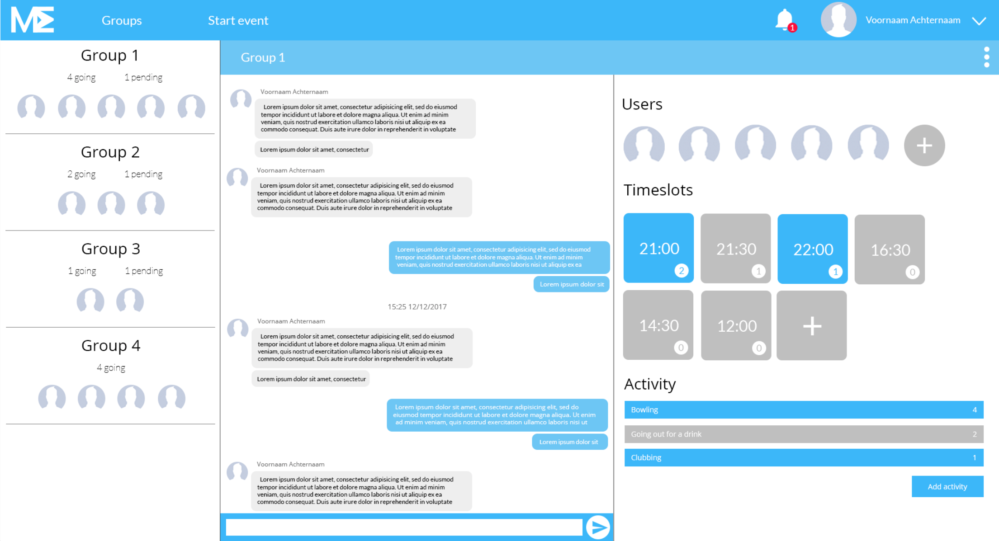 ME
Groups
Start event
1
Voornaam Achternaam
Group 1
4 going
1 pending
Group 2
2 going
1 pending
Group 3
1 going
1 pending
Group 4
4 going
Group 1
Voornaam Achternaam
Lorem ipsum dolor sit amet, consectetur adipisicing elit, sed do eiusmod
tempor incididunt ut labore et dolore magna aliqua. Ut enim ad minim
veniam, quis nostrud exercitation ullamco laboris nisi ut aliquip ex ea
commodo consequat. Duis aute irure dolor in reprehenderit in voluptate
Lorem ipsum dolor sit amet, consectetur
Voornaam Achternaam
Lorem ipsum dolor sit amet, consectetur adipisicing elit, sed do eiusmod
tempor incididunt ut labore et dolore magna aliqua. Ut enim ad minim
veniam, quis nostrud exercitation ullamco laboris nisi ut aliquip ex ea
commodo consequat. Duis aute irure dolor in reprehenderit in voluptate
Lorem ipsum dolor sit amet, consectetur adipisicing elit, sed do eiusmod
tempor incididunt ut labore et dolore magna aliqua. Ut enim ad minim
veniam, quis nostrud exercitation ullamco laboris nisi ut aliquip ex ea
Lorem ipsum dolor sit
15:25 12/12/2017
Voornaam Achternaam
Lorem ipsum dolor sit amet, consectetur adipisicing elit, sed do eiusmod
tempor incididunt ut labore et dolore magna aliqua. Ut enim ad minim
veniam, quis nostrud exercitation ullamco laboris nisi ut aliquip ex ea
commodo consequat. Duis aute irure dolor in reprehenderit in voluptate
Lorem ipsum dolor sit amet, consectetur
Lorem ipsum dolor sit amet, consectetur adipisicing elit, sed do
eiusmod tempor incididunt ut labore et dolore magna aliqua. Ut enim
ad minim veniam, quis nostrud exercitation ullamco laboris nisi ut
Lorem ipsum dolor sit
Voornaam Achternaam
Lorem ipsum dolor sit amet, consectetur adipisicing elit, sed do eiusmod
tempor incididunt ut labore et dolore magna aliqua. Ut enim ad minim
veniam, quis nostrud exercitation ullamco laboris nisi ut aliquip ex ea
commodo consequat. Duis aute irure dolor in reprehenderit in voluptate
Users
+
Timeslots
21:00
2
21:30
1
22:00
1
16:30
0
14:30
0
12:00
0
+
Activity
Bowling 4
Going out for a drink 2
Clubbing 1
Add activity